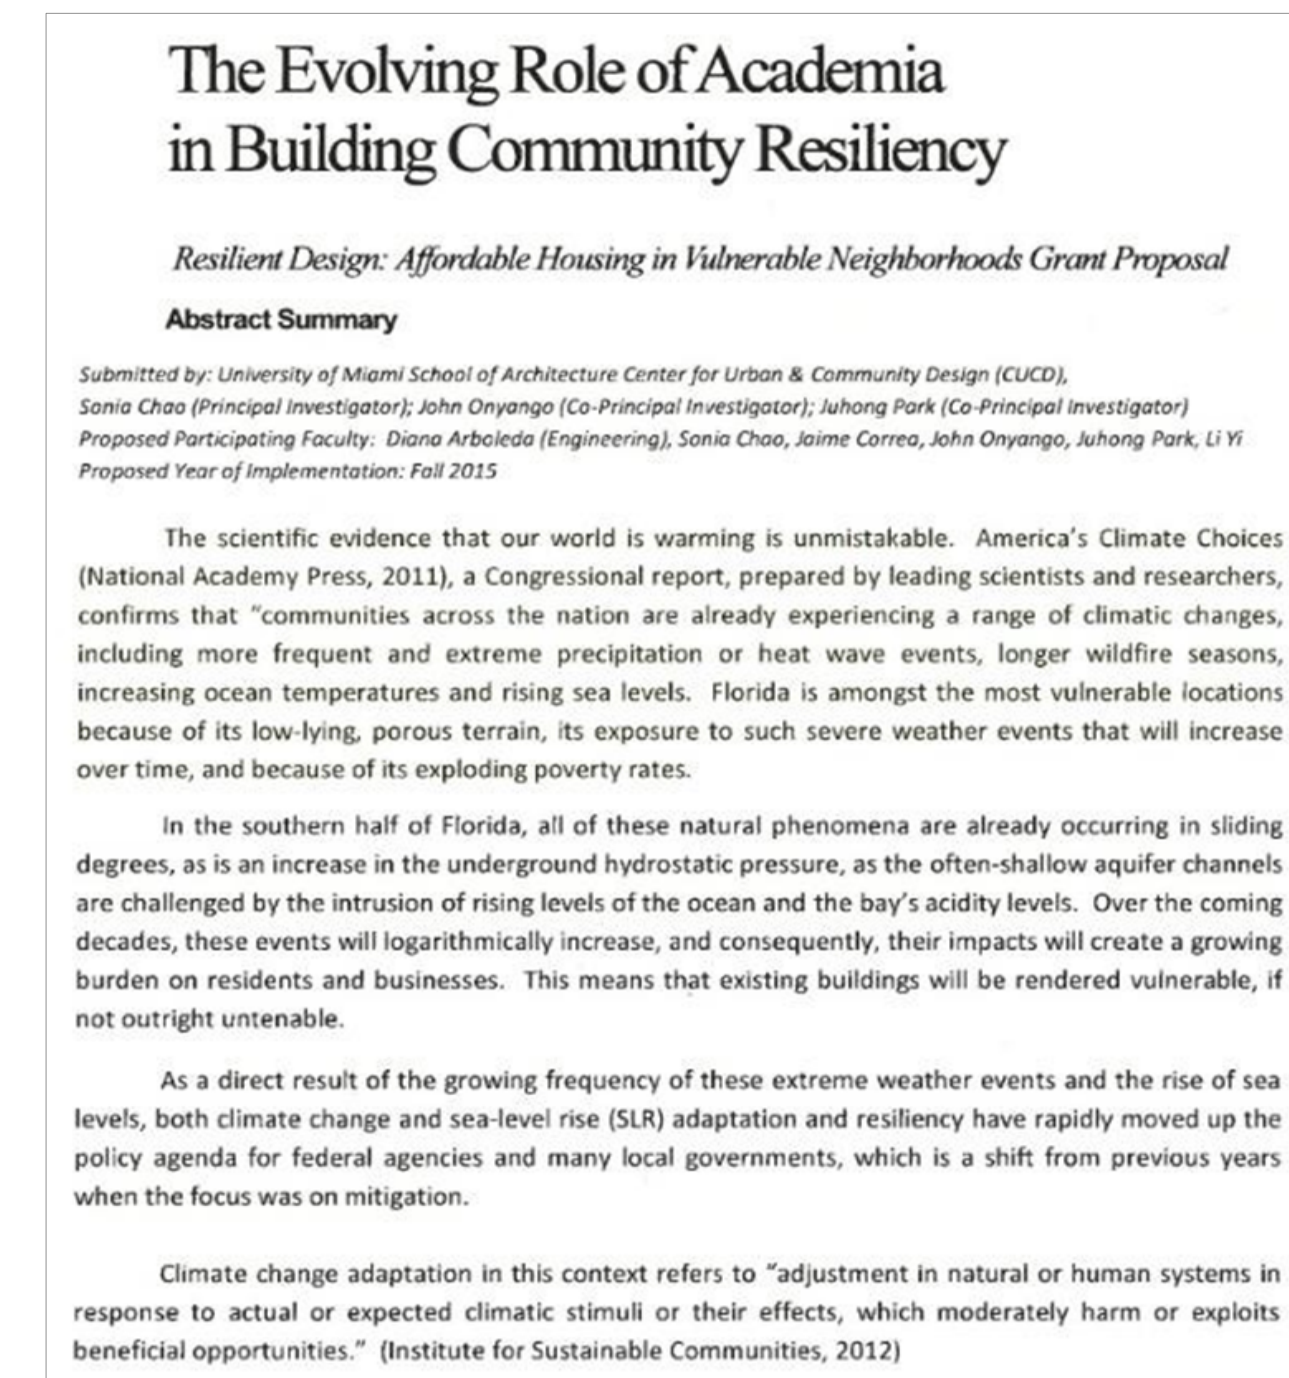 The Evolving Role of Academia
in Building Community Resiliency
Resilient Design: Affordable Housing in Vulnerable Neighborhoods Grant Proposal
Abstract Summary
Submitted by: University of Miami School of Architecture Center for Urban & Community Design (CUCD),
Sonia Chao (Principal Investigator); John Onyango (Co-Principal Investigator); Juhong Park (Co-Principal Investigator)
Proposed Participating Faculty: Diana Arboleda (Engineering), Sonia Chao, Jaime Correa, John Onyango, Juhong Park, Li Yi
Proposed Year of Implementation: Fall 2015
The scientific evidence that our world is warming is unmistakable. America's Climate Choices
(National Academy Press, 2011), a Congressional report, prepared by leading scientists and researchers,
confirms that "communities across the nation are already experiencing a range of climatic changes,
including more frequent and extreme precipitation or heat wave events, longer wildfire seasons,
increasing ocean temperatures and rising sea levels. Florida is amongst the most vulnerable locations
because of its low-lying, porous terrain, its exposure to such severe weather events that will increase
over time, and because of its exploding poverty rates.
In the southern half of Florida, all of these natural phenomena are already occurring in sliding
degrees, as is an increase in the underground hydrostatic pressure, as the often-shallow aquifer channels
are challenged by the intrusion of rising levels of the ocean and the bay's acidity levels. Over the coming
decades, these events will logarithmically increase, and consequently, their impacts will create a growing
burden on residents and businesses. This means that existing buildings will be rendered vulnerable, if
not outright untenable.
As a direct result of the growing frequency of these extreme weather events and the rise of sea
levels, both climate change and sea-level rise (SLR) adaptation and resiliency have rapidly moved up the
policy agenda for federal agencies and many local governments, which is a shift from previous years
when the focus was on mitigation.
Climate change adaptation in this context refers to "adjustment in natural or human systems in
response to actual or expected climatic stimuli or their effects, which moderately harm or exploits
beneficial opportunities." (Institute for Sustainable Communities, 2012)